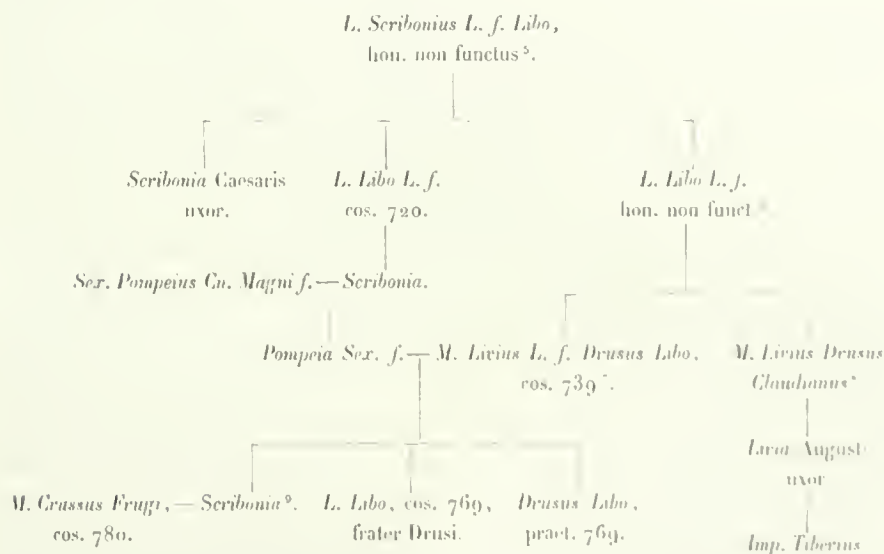 L. Scribonius L. f. Libo,
hon. non functus⁵.
Scribonia Caesaris
uxor.
L. Libo L. f.
cos. 720.
L. Libo L. f.
hon. non funct
Sex. Pompeius Cn. Magni f.—Scribonia.
Pompeia Sex. f.— M. Livius L. f. Drusus Libo,
cos. 739
M. Livius Drusus
Claudianus
Livia Augusti
uxor
M. Crassus Frugi,— Scribonia⁹.
cos. 780.
L. Libo, cos. 769,
frater Drusi.
Drusus Libo,
praet. 769.
Imp. Tiberius